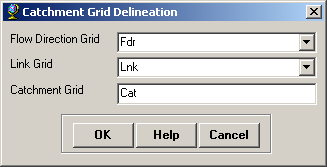 Catchment Grid Delineation
Flow Direction Grid Fdr
Link Grid Lnk
Catchment Grid Cat
OK Help Cancel